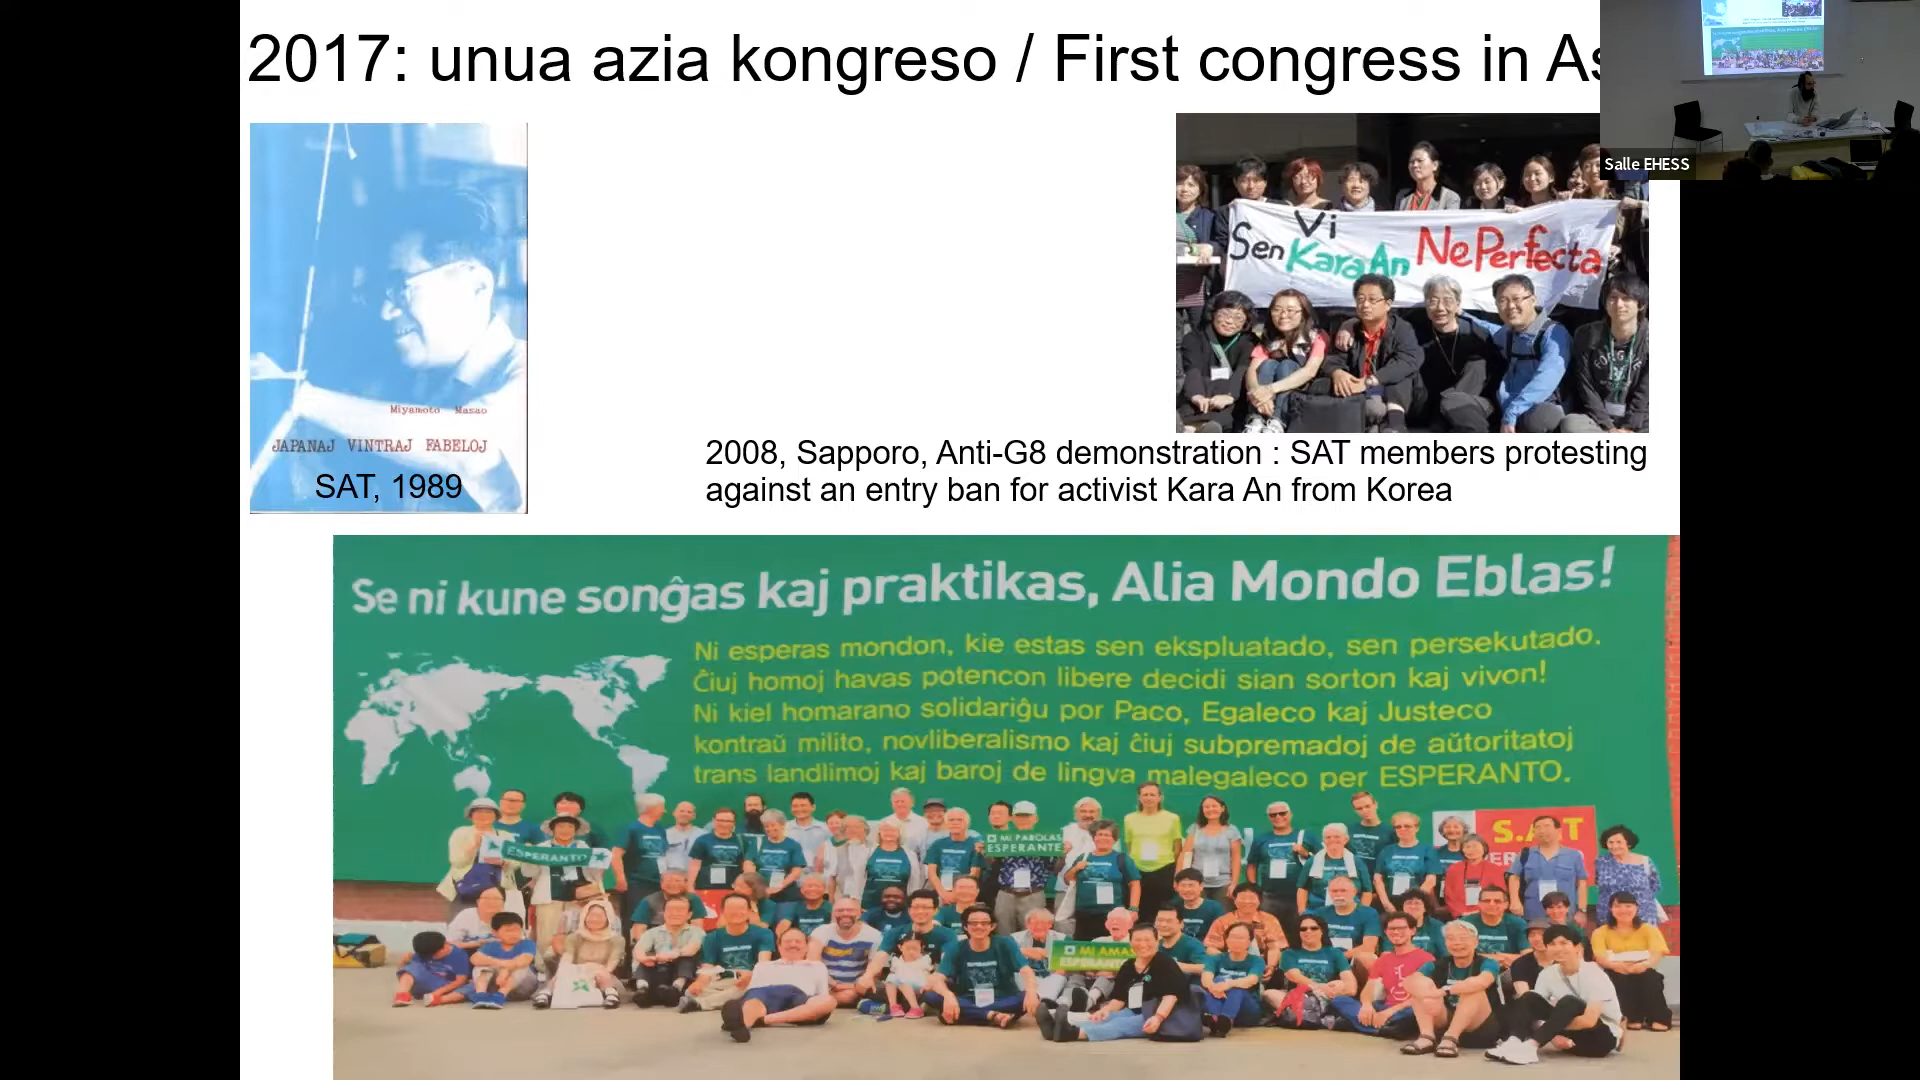 2017: unua azia kongreso / First congress in As
Salle EHESS
Miyamoto Masao
JAPANAJ VINTRAJ FABELOJ
SAT, 1989
Vi
Sen Kara An Ne Perfecta
2008, Sapporo, Anti-G8 demonstration : SAT members protesting
against an entry ban for activist Kara An from Korea
Se ni kune sonĝas kaj praktikas, Alia Mondo Eblas!
Ni esperas mondon, kie estas sen ekspluatado, sen persekutado.
Ĉiuj homoj havas potencon libere decidi sian sorton kaj vivon!
Ni kiel homarano solidariĝu por Paco, Egaleco kaj Justeco
kontraŭ milito, novliberalismo kaj ĉiuj subpremadoj de aŭtoritatoj
trans landlimoj kaj baroj de lingva malegaleco per ESPERANTO.
ESPERANTO
MI PAROLAS
ESPERANTE
S.A.T
MI AMAS
ESPERANTO